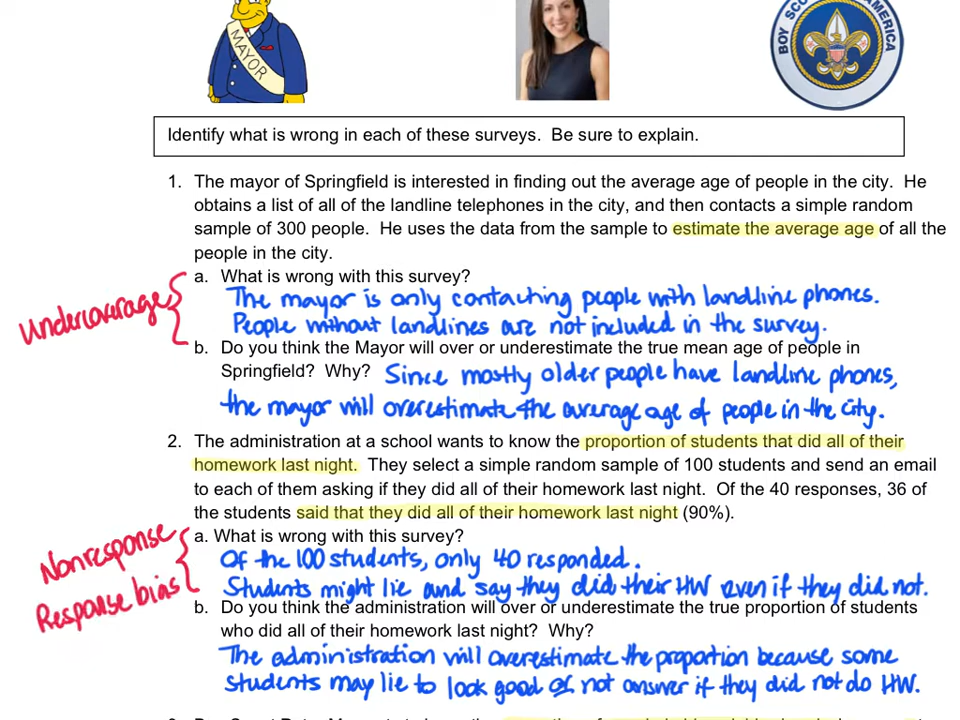 MAYOR
BOY SCO
AMERICA
Identify what is wrong in each of these surveys. Be sure to explain.
1. The mayor of Springfield is interested in finding out the average age of people in the city. He
obtains a list of all of the landline telephones in the city, and then contacts a simple random
sample of 300 people. He uses the data from the sample to estimate the average age of all the
people in the city.
a. What is wrong with this survey?
The mayor is only contacting people with landline phones.
Undercoverage
People without landlines are not included in the survey.
b. Do you think the Mayor will over or underestimate the true mean age of people in
Springfield? Why? Since mostly older people have landline phones,
the mayor will overestimate the average age of people in the city.
2. The administration at a school wants to know the proportion of students that did all of their
homework last night. They select a simple random sample of 100 students and send an email
to each of them asking if they did all of their homework last night. Of the 40 responses, 36 of
the students said that they did all of their homework last night (90%).
a. What is wrong with this survey?
Nonresponse
Of the 100 students, only 40 responded.
Response bias
Students might lie and say they did their HW even if they did not.
b. Do you think the administration will over or underestimate the true proportion of students
who did all of their homework last night? Why?
The administration will overestimate the proportion because some
students may lie to look good or not answer if they did not do HW.